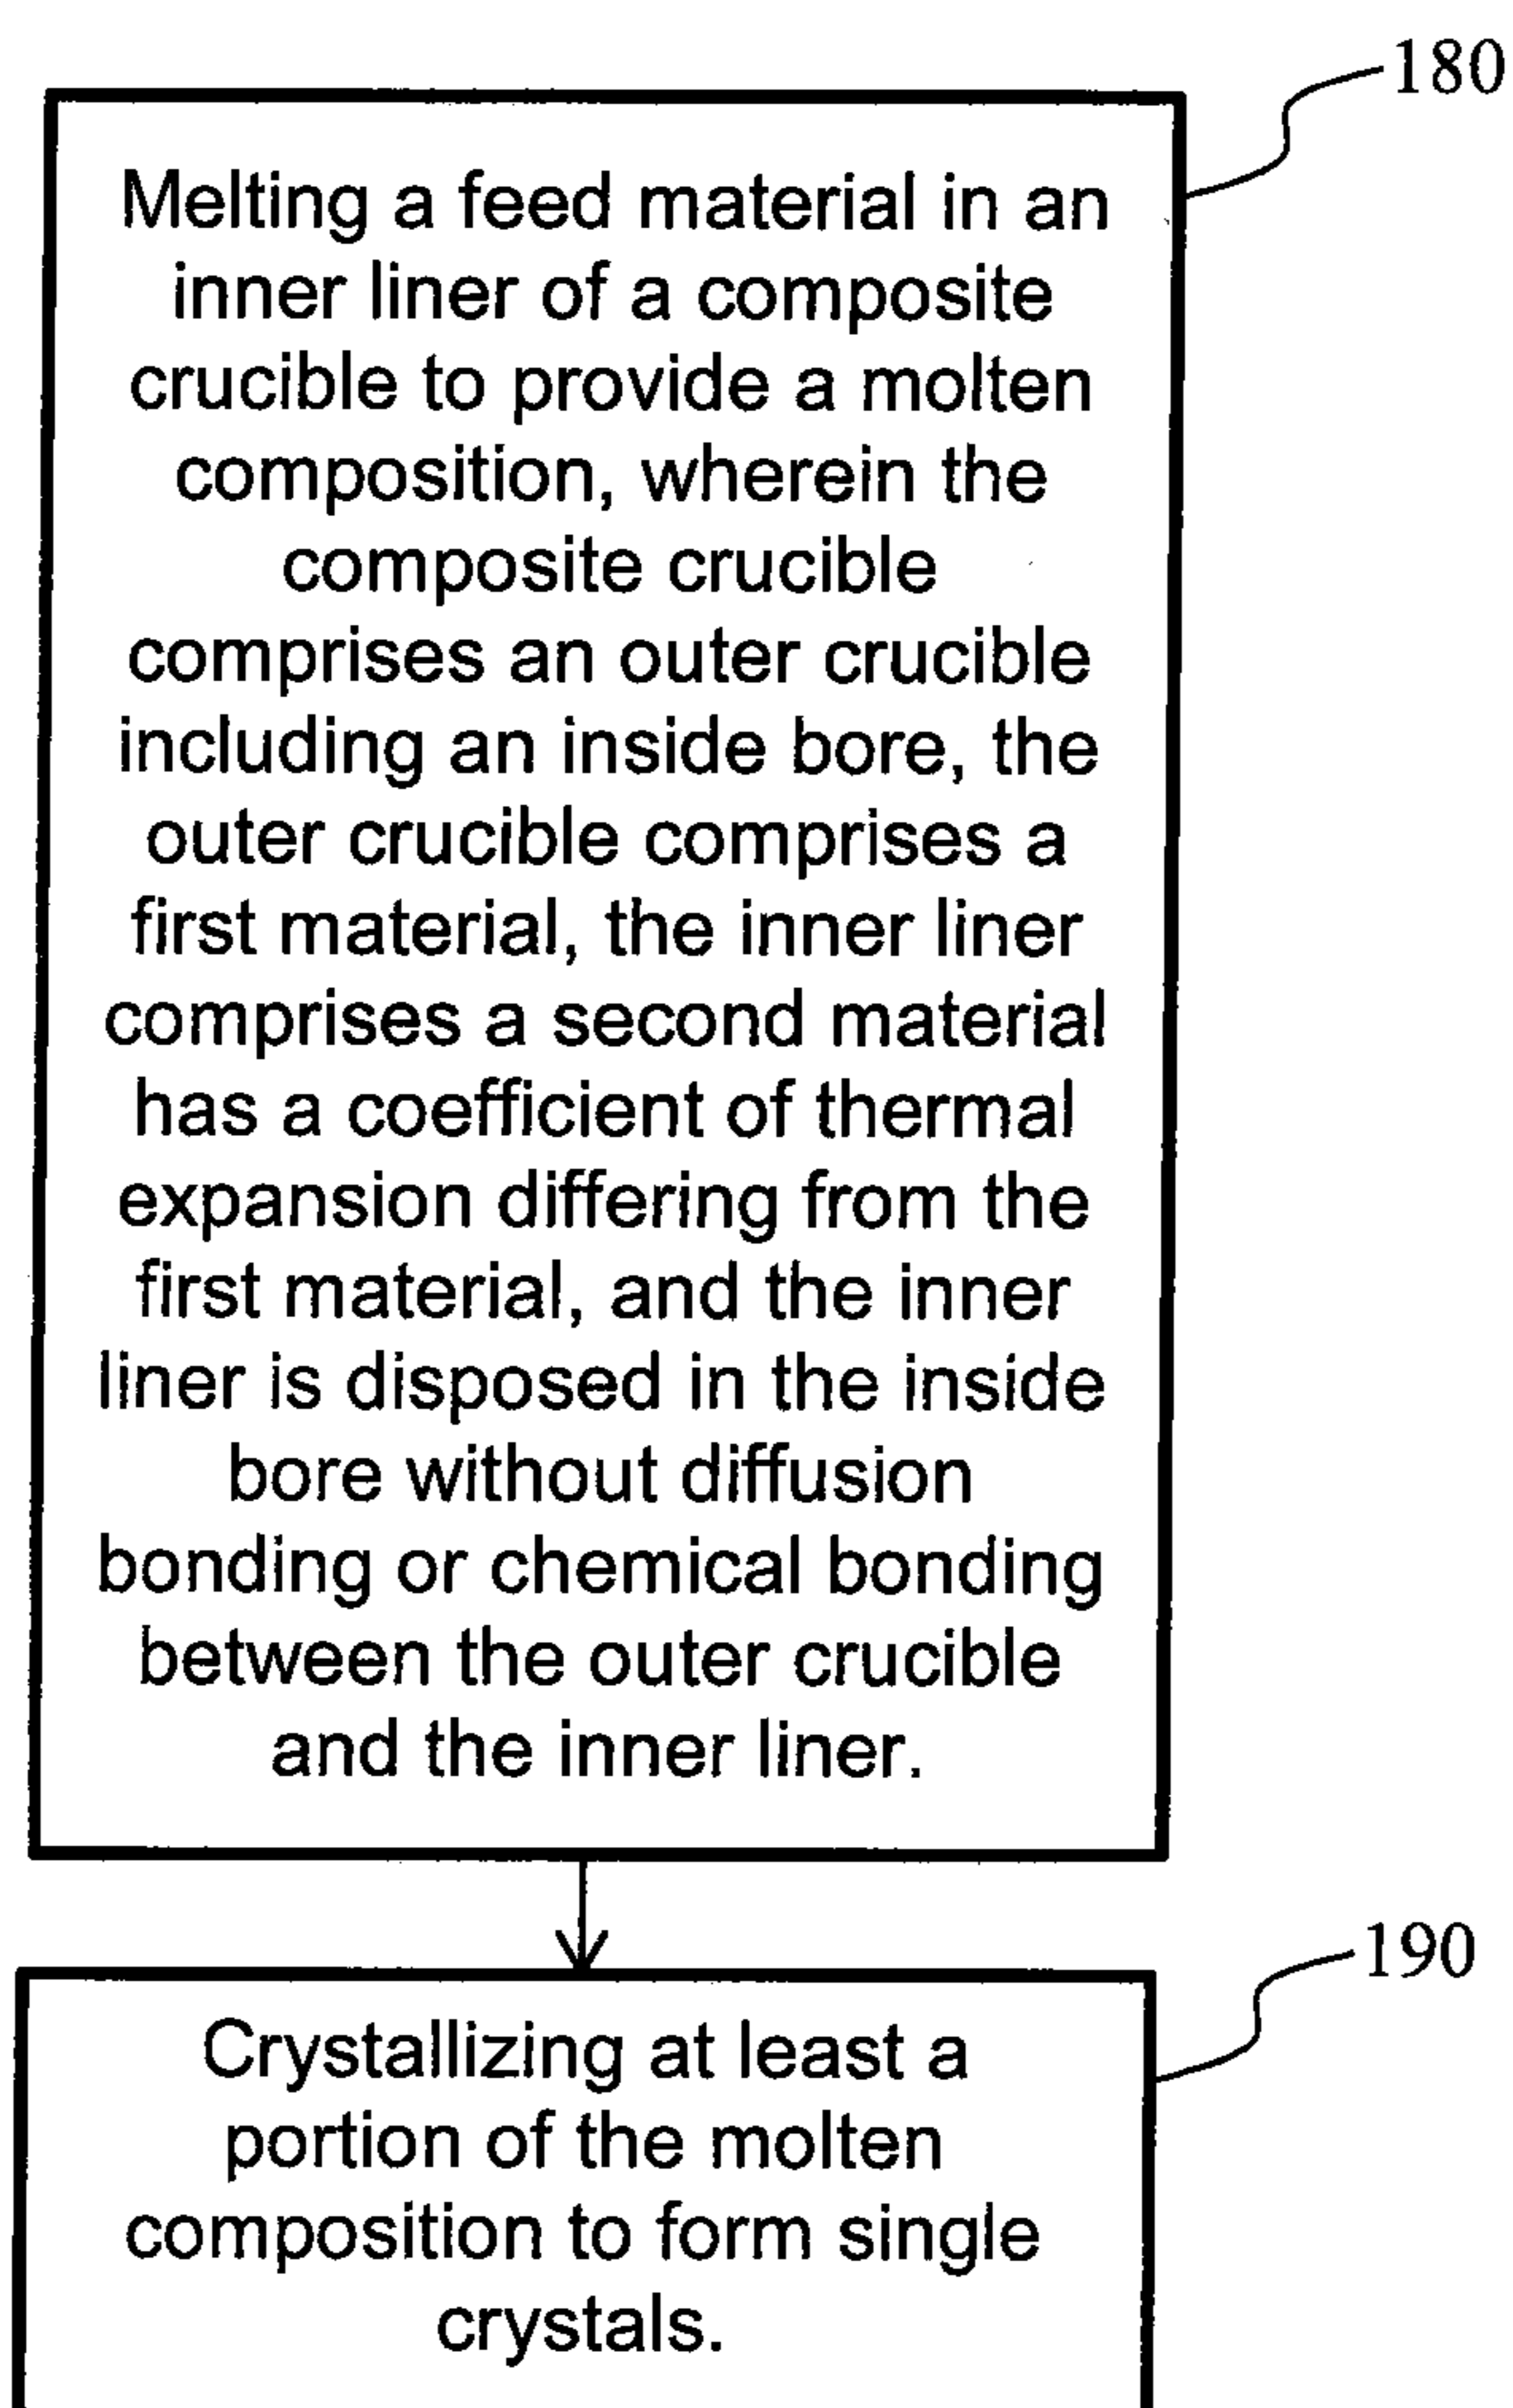 180
Melting a feed material in an
inner liner of a composite
crucible to provide a molten
composition, wherein the
composite crucible
comprises an outer crucible
including an inside bore, the
outer crucible comprises a
first material, the inner liner
comprises a second material
has a coefficient of thermal
expansion differing from the
first material, and the inner
liner is disposed in the inside
bore without diffusion
bonding or chemical bonding
between the outer crucible
and the inner liner.
190
Crystallizing at least a
portion of the molten
composition to form single
crystals.